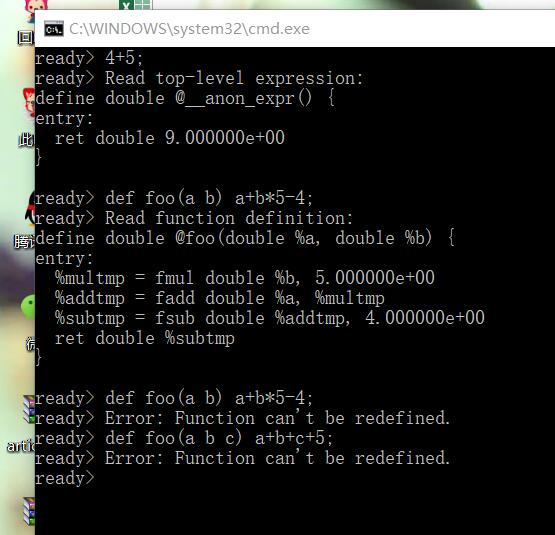 C:\WINDOWS\system32\cmd.exe
ready> 4+5;
ready> Read top-level expression:
define double @__anon_expr() {
entry:
  ret double 9.000000e+00
}
ready> def foo(a b) a+b*5-4;
ready> Read function definition:
define double @foo(double %a, double %b) {
entry:
  %multmp = fmul double %b, 5.000000e+00
  %addtmp = fadd double %a, %multmp
  %subtmp = fsub double %addtmp, 4.000000e+00
  ret double %subtmp
}
ready> def foo(a b) a+b*5-4;
ready> Error: Function can't be redefined.
ready> def foo(a b c) a+b+c+5;
ready> Error: Function can't be redefined.
ready>
回
此
腾
微
artic